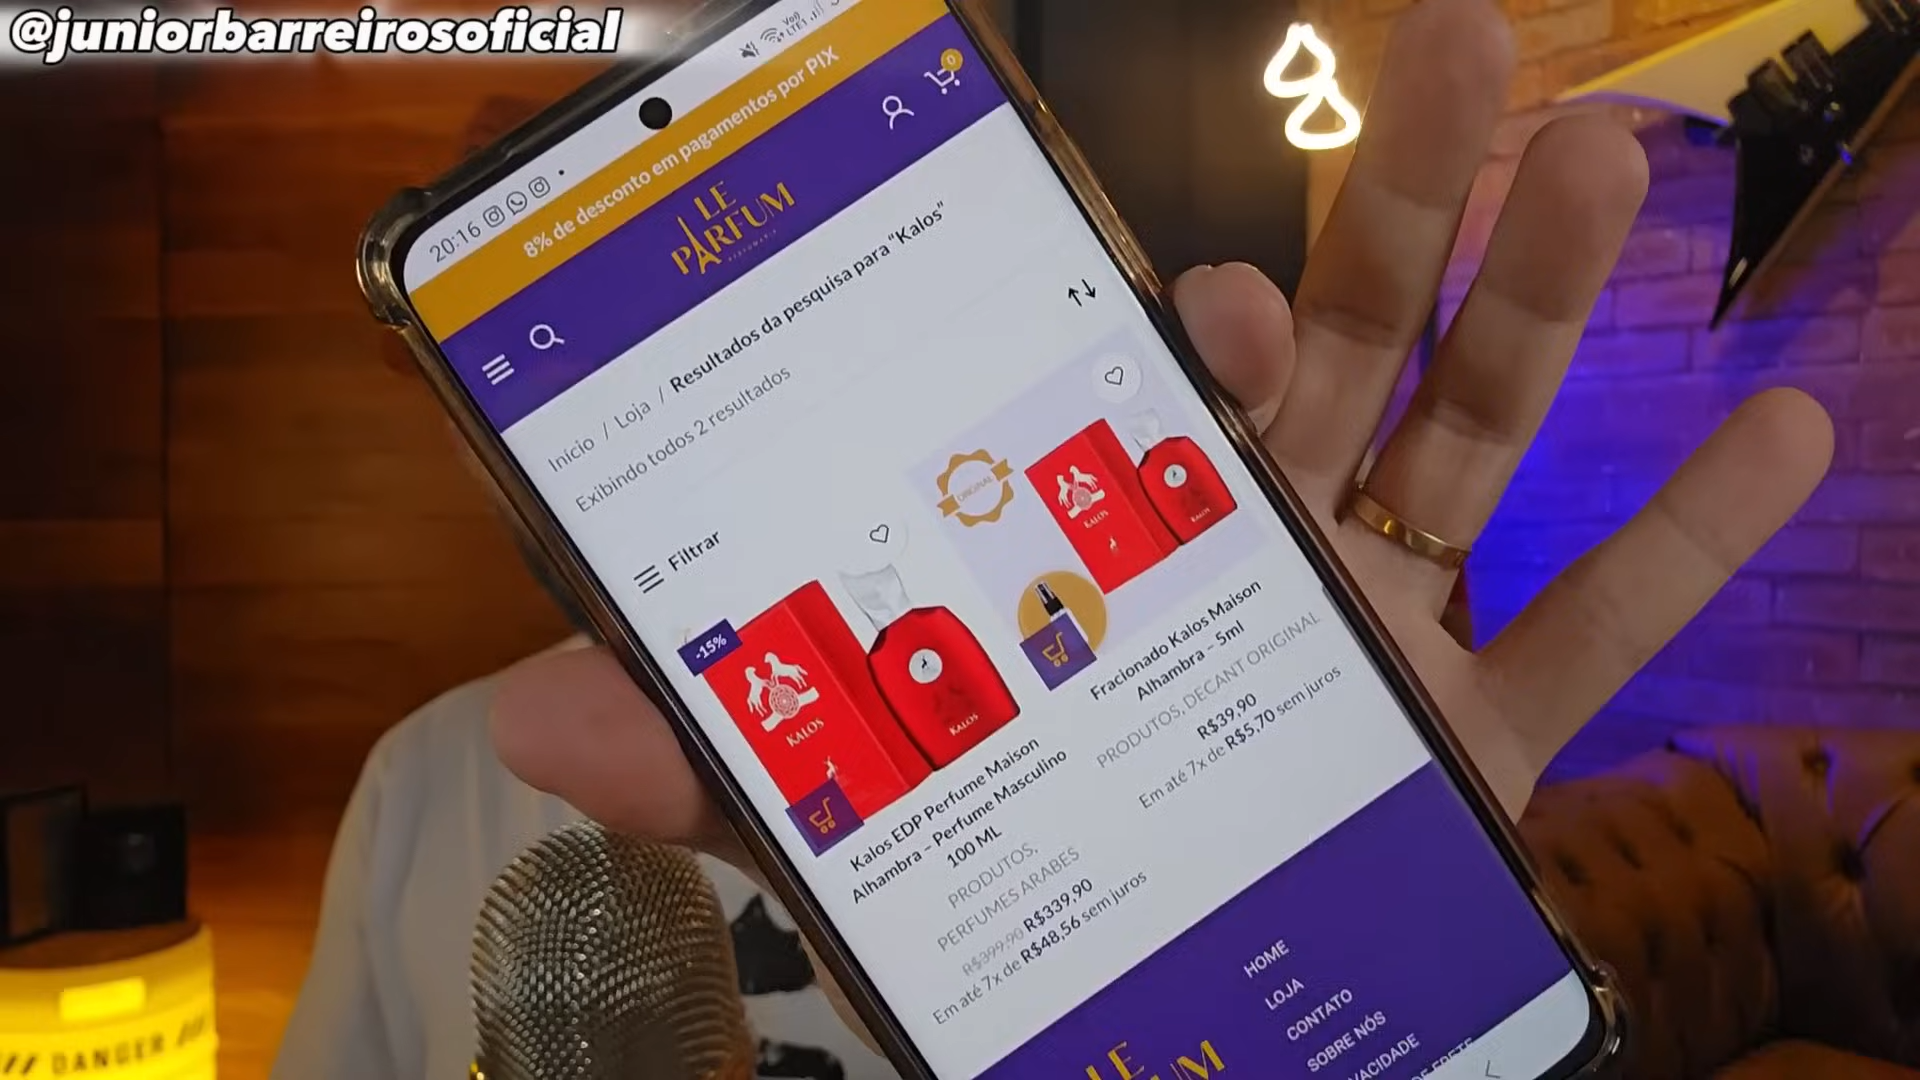 @juniorbarreirosoficial
20:16
8% de desconto em pagamentos por PIX
0
LE
PARFUM
Início / Loja / Resultados da pesquisa para “Kalos”
Exibindo todos 2 resultados
Filtrar
-15%
KALOS
KALOS
Kalos EDP Perfume Maison
Alhambra – Perfume Masculino
100 ML
PRODUTOS,
PERFUMES ARABES
R$399,90 R$339,90
Em até 7x de R$48,56 sem juros
ORIGINAL
KALOS
KALOS
Fracionado Kalos Maison
Alhambra – 5ml
PRODUTOS, DECANT ORIGINAL
R$39,90
Em até 7x de R$5,70 sem juros
HOME
LOJA
CONTATO
SOBRE NÓS
DANGER